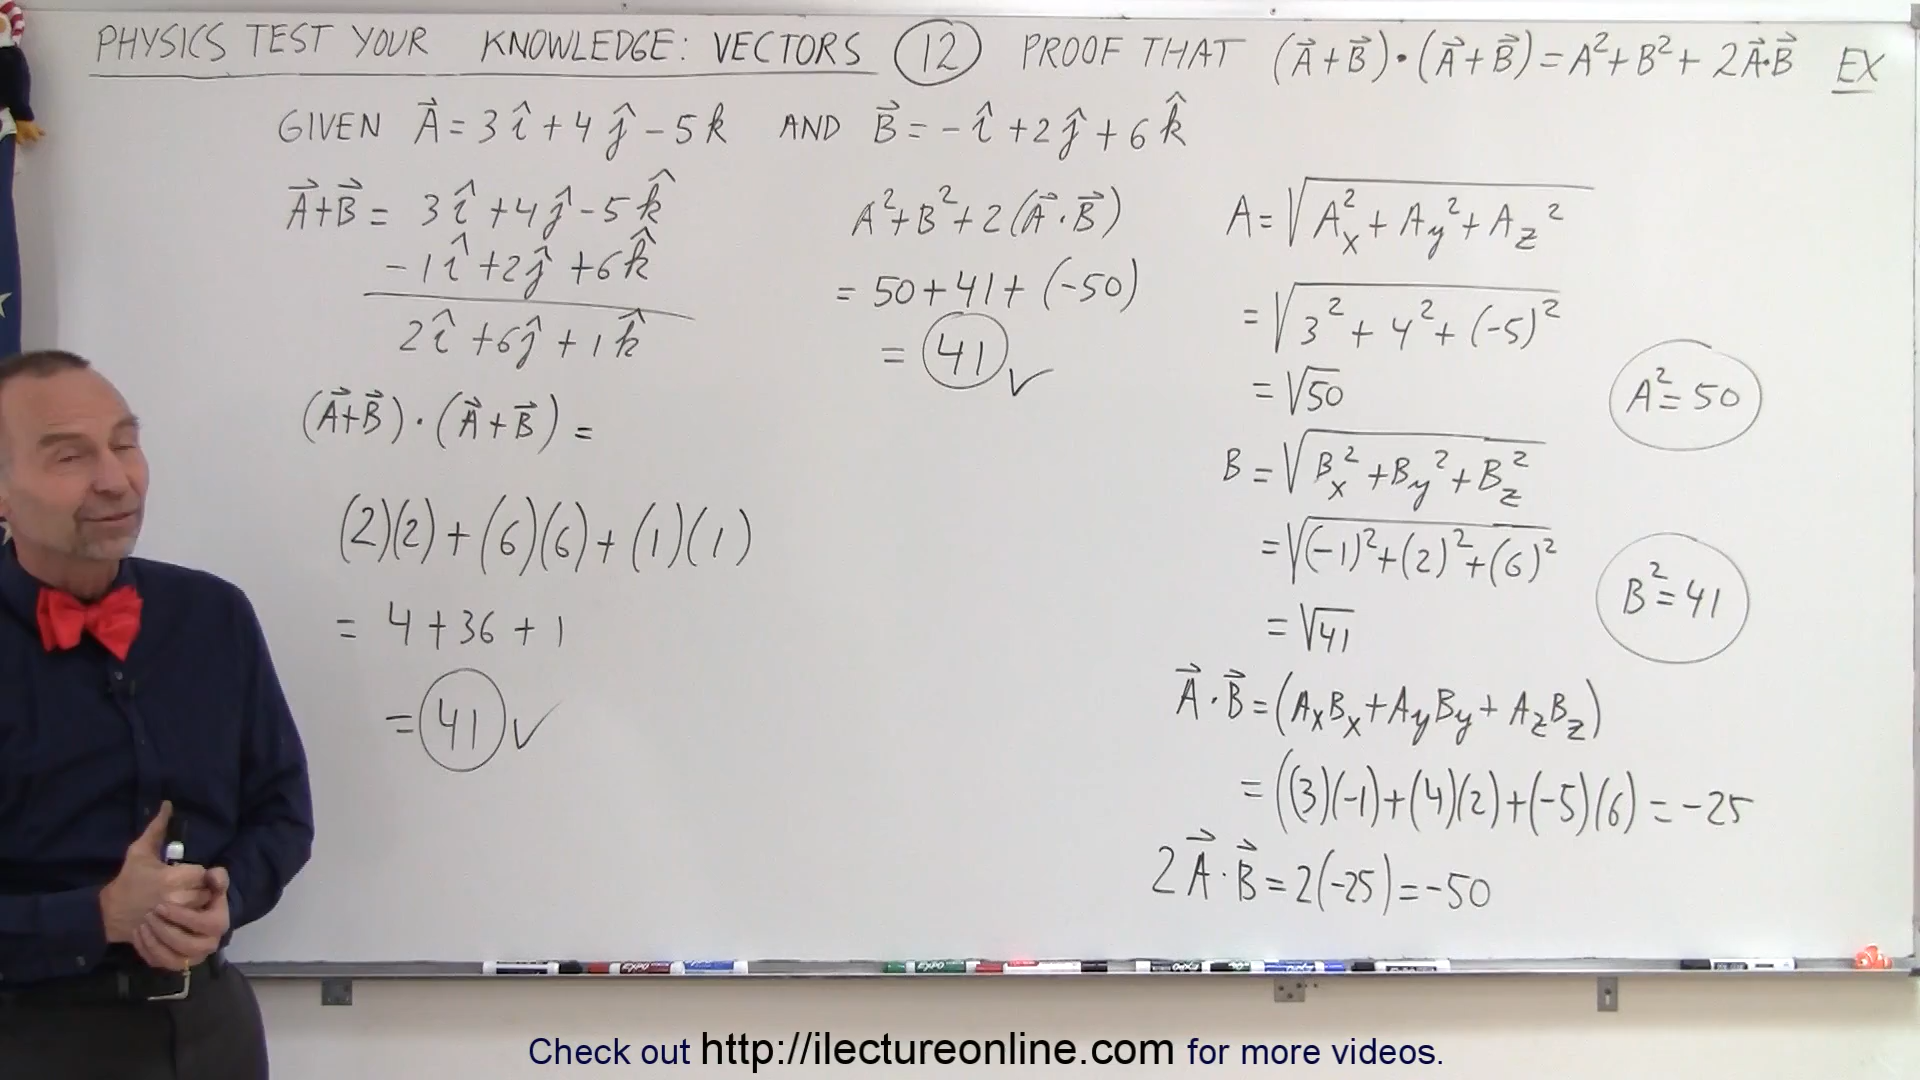 PHYSICS TEST YOUR KNOWLEDGE: VECTORS 12 PROOF THAT (A⃗+B⃗)•(A⃗+B⃗)=A²+B²+2A⃗•B⃗ EX
GIVEN A⃗=3î+4ĵ-5k AND B⃗=-î+2ĵ+6k̂
A⃗+B⃗= 3î+4ĵ-5k̂
-1î+2ĵ+6k̂
2î+6ĵ+1k̂
(A⃗+B⃗)·(A⃗+B⃗)=
(2)(2)+(6)(6)+(1)(1)
= 4+36+1
= 41 ✓
A²+B²+2(A⃗·B⃗)
= 50+41+(-50)
= 41 ✓
A=√(Aₓ²+Ay²+Az²)
=√(3²+4²+(-5)²)
=√50
A²=50
B=√(Bₓ²+By²+Bz²)
=√((-1)²+(2)²+(6)²)
=√41
B²=41
A⃗·B⃗=(AₓBₓ+AyBy+AzBz)
=((3)(-1)+(4)(2)+(-5)(6)=-25
2A⃗·B⃗=2(-25)=-50
EXPO EXPO
EXPO
Check out http://ilectureonline.com for more videos.